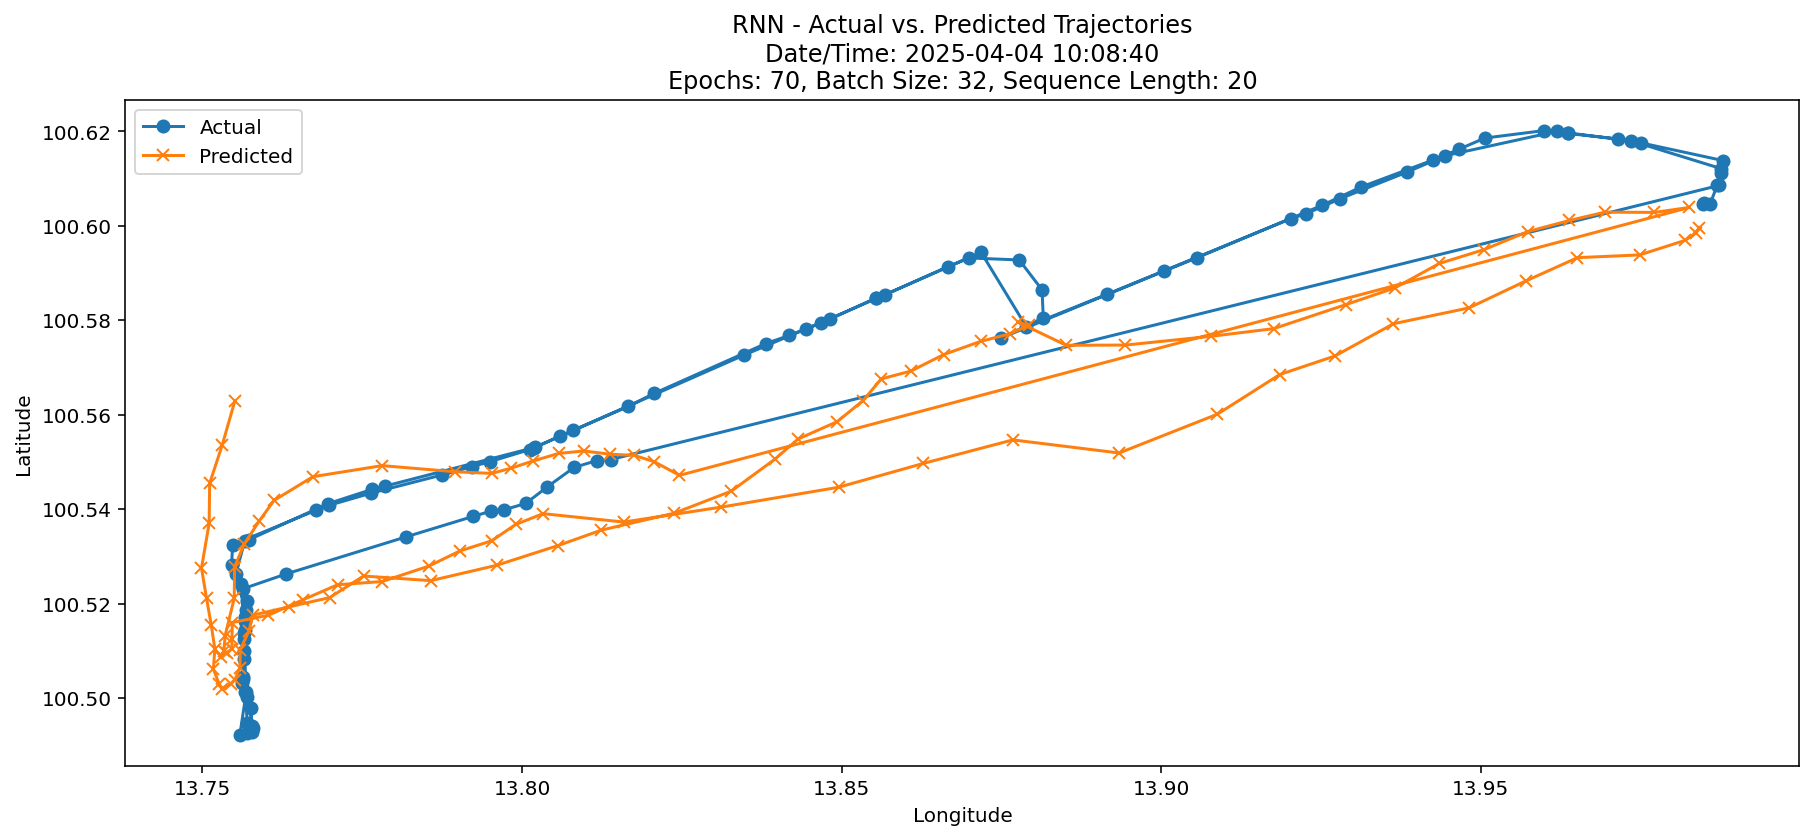 RNN - Actual vs. Predicted Trajectories
Date/Time: 2025-04-04 10:08:40
Epochs: 70, Batch Size: 32, Sequence Length: 20
Actual
Predicted
100.62
100.60
100.58
100.56
100.54
100.52
100.50
Latitude
13.75
13.80
13.85
13.90
13.95
Longitude